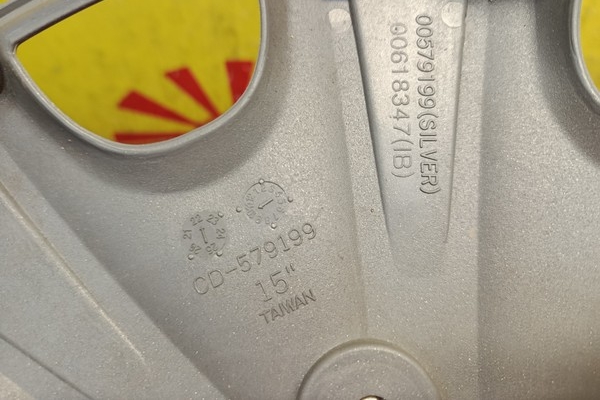 00579199(SILVER)
00618347(IB)
CD-579199
15"
TAIWAN